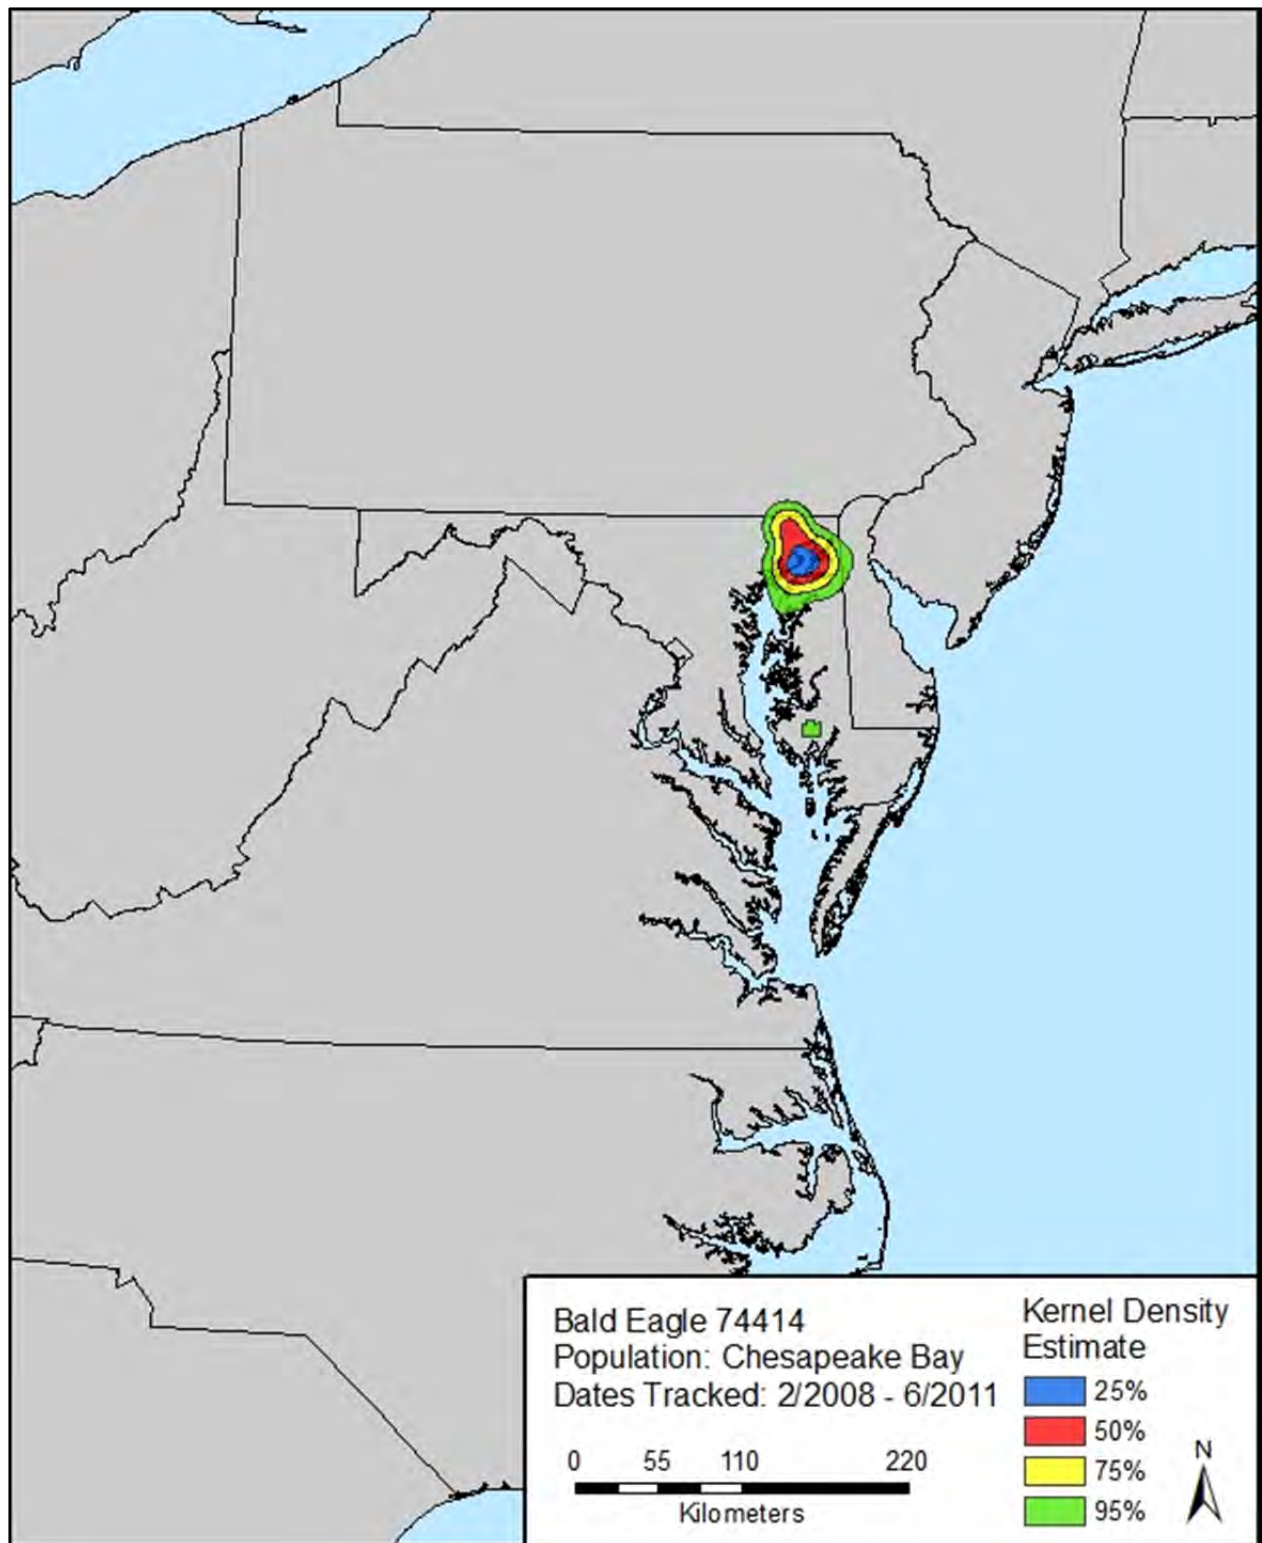 Bald Eagle 74414
Population: Chesapeake Bay
Dates Tracked: 2/2008 - 6/2011
0 55 110 220
Kilometers
Kernel Density
Estimate
25%
50%
75%
95%
N